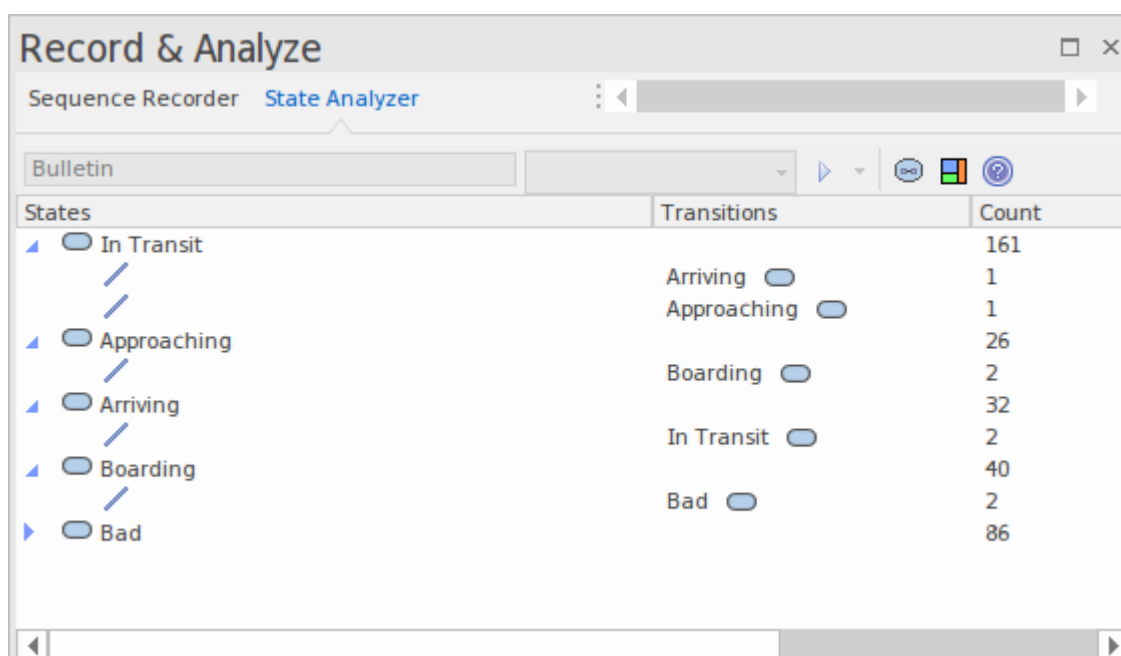 Record & Analyze
Sequence Recorder State Analyzer
Bulletin
States Transitions Count
In Transit 161
Arriving 1
Approaching 1
Approaching 26
Boarding 2
Arriving 32
In Transit 2
Boarding 40
Bad 2
Bad 86